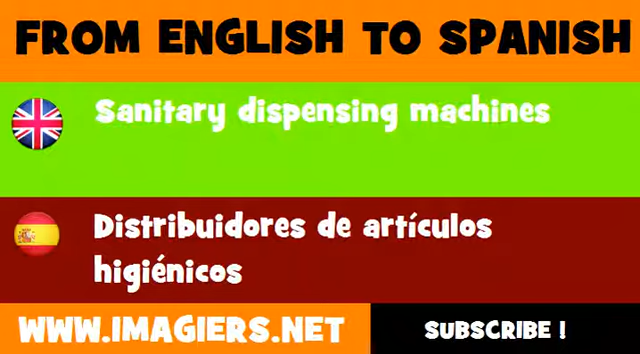 FROM ENGLISH TO SPANISH
Sanitary dispensing machines
Distribuidores de artículos
higiénicos
WWW.IMAGIERS.NET
SUBSCRIBE !